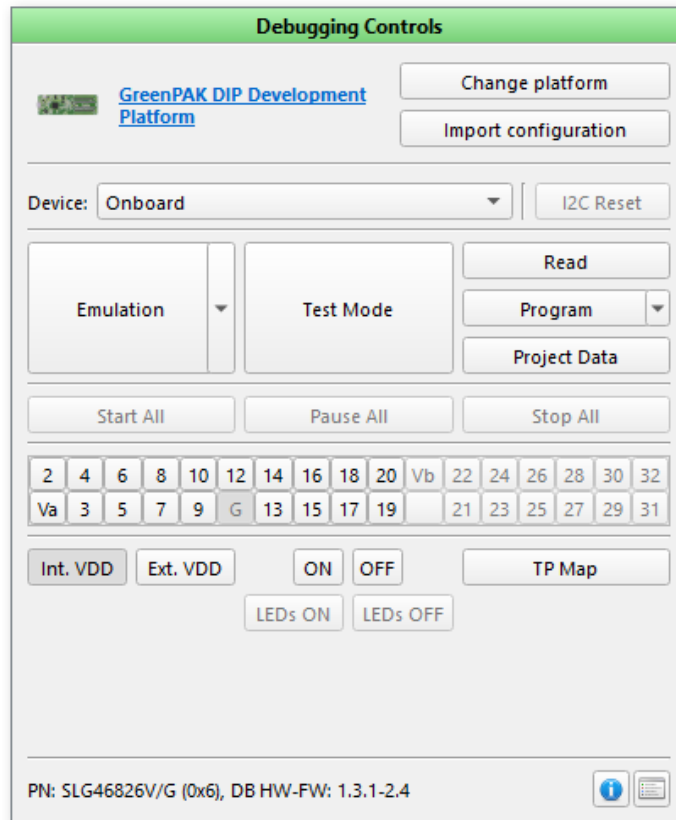 Debugging Controls
GreenPAK DIP Development
Platform
Change platform
Import configuration
Device: Onboard I2C Reset
Emulation
Test Mode
Read
Program
Project Data
Start All Pause All Stop All
2 4 6 8 10 12 14 16 18 20 Vb 22 24 26 28 30 32
Va 3 5 7 9 G 13 15 17 19 21 23 25 27 29 31
Int. VDD Ext. VDD ON OFF TP Map
LEDs ON LEDs OFF
PN: SLG46826V/G (0x6), DB HW-FW: 1.3.1-2.4